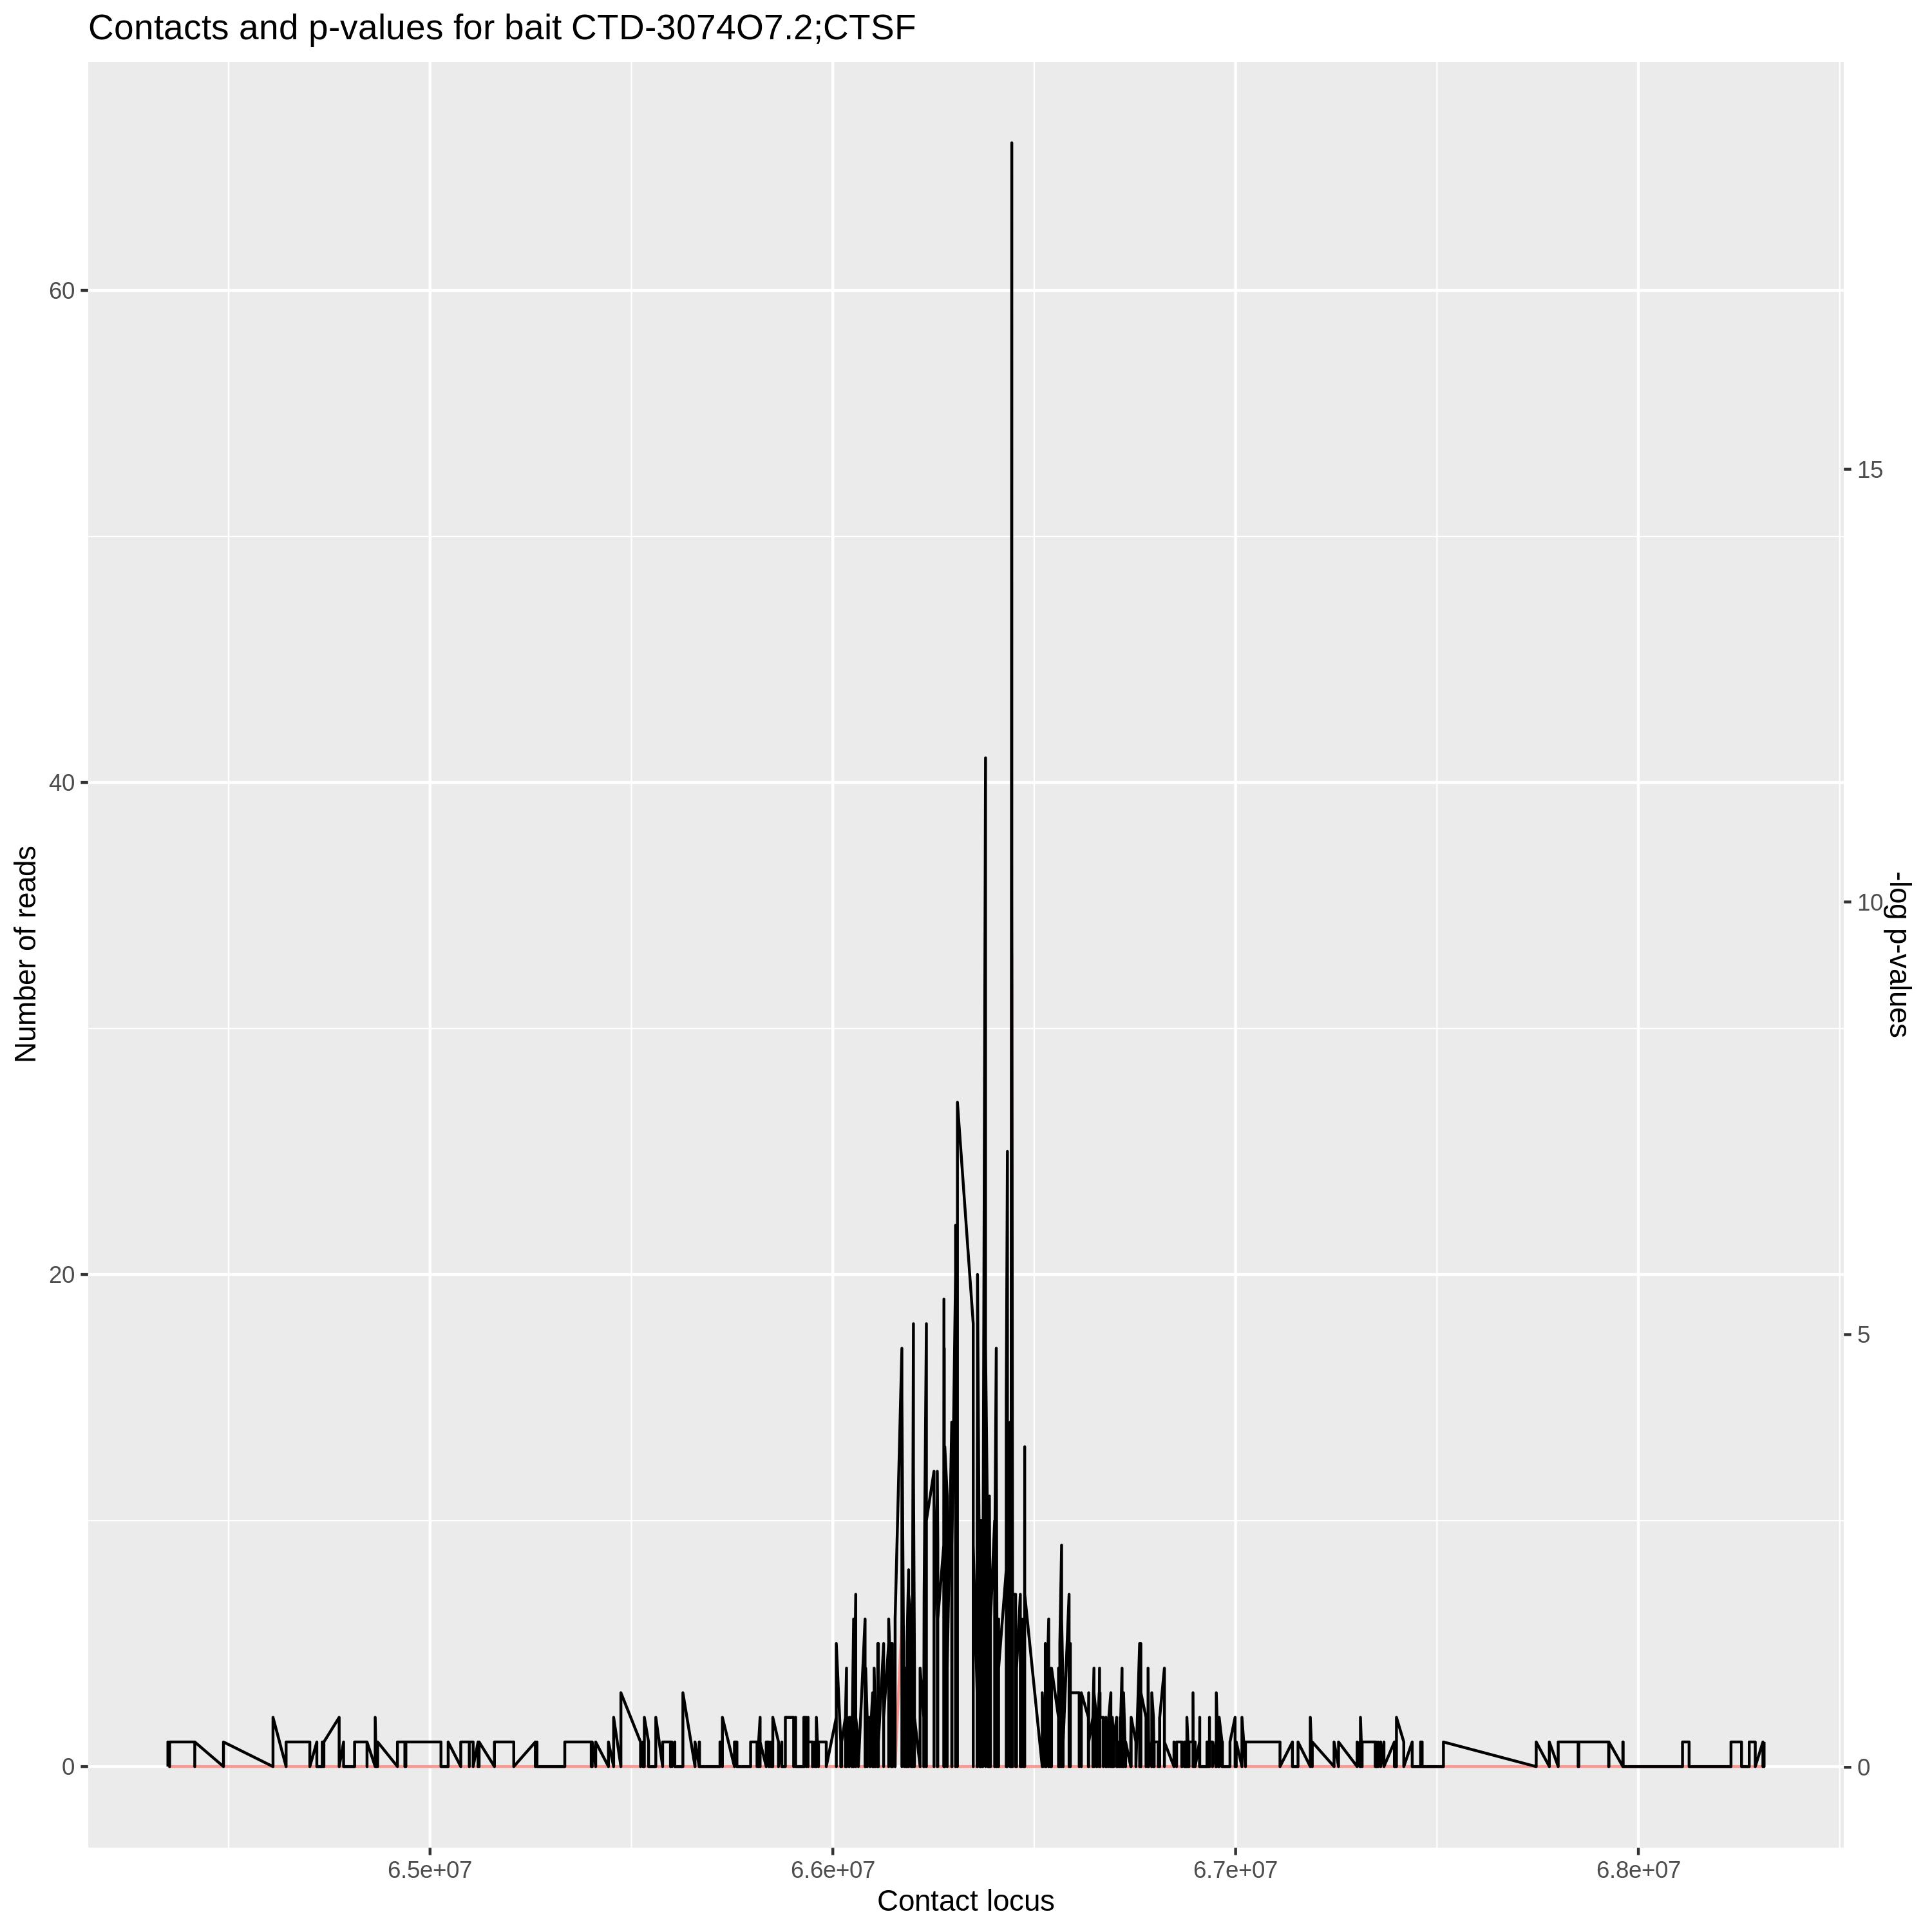 Contacts and p-values for bait CTD-3074O7.2;CTSF
60
40
20
0
Number of reads
15
10
5
0
-log p-values
6.5e+07
6.6e+07
6.7e+07
6.8e+07
Contact locus